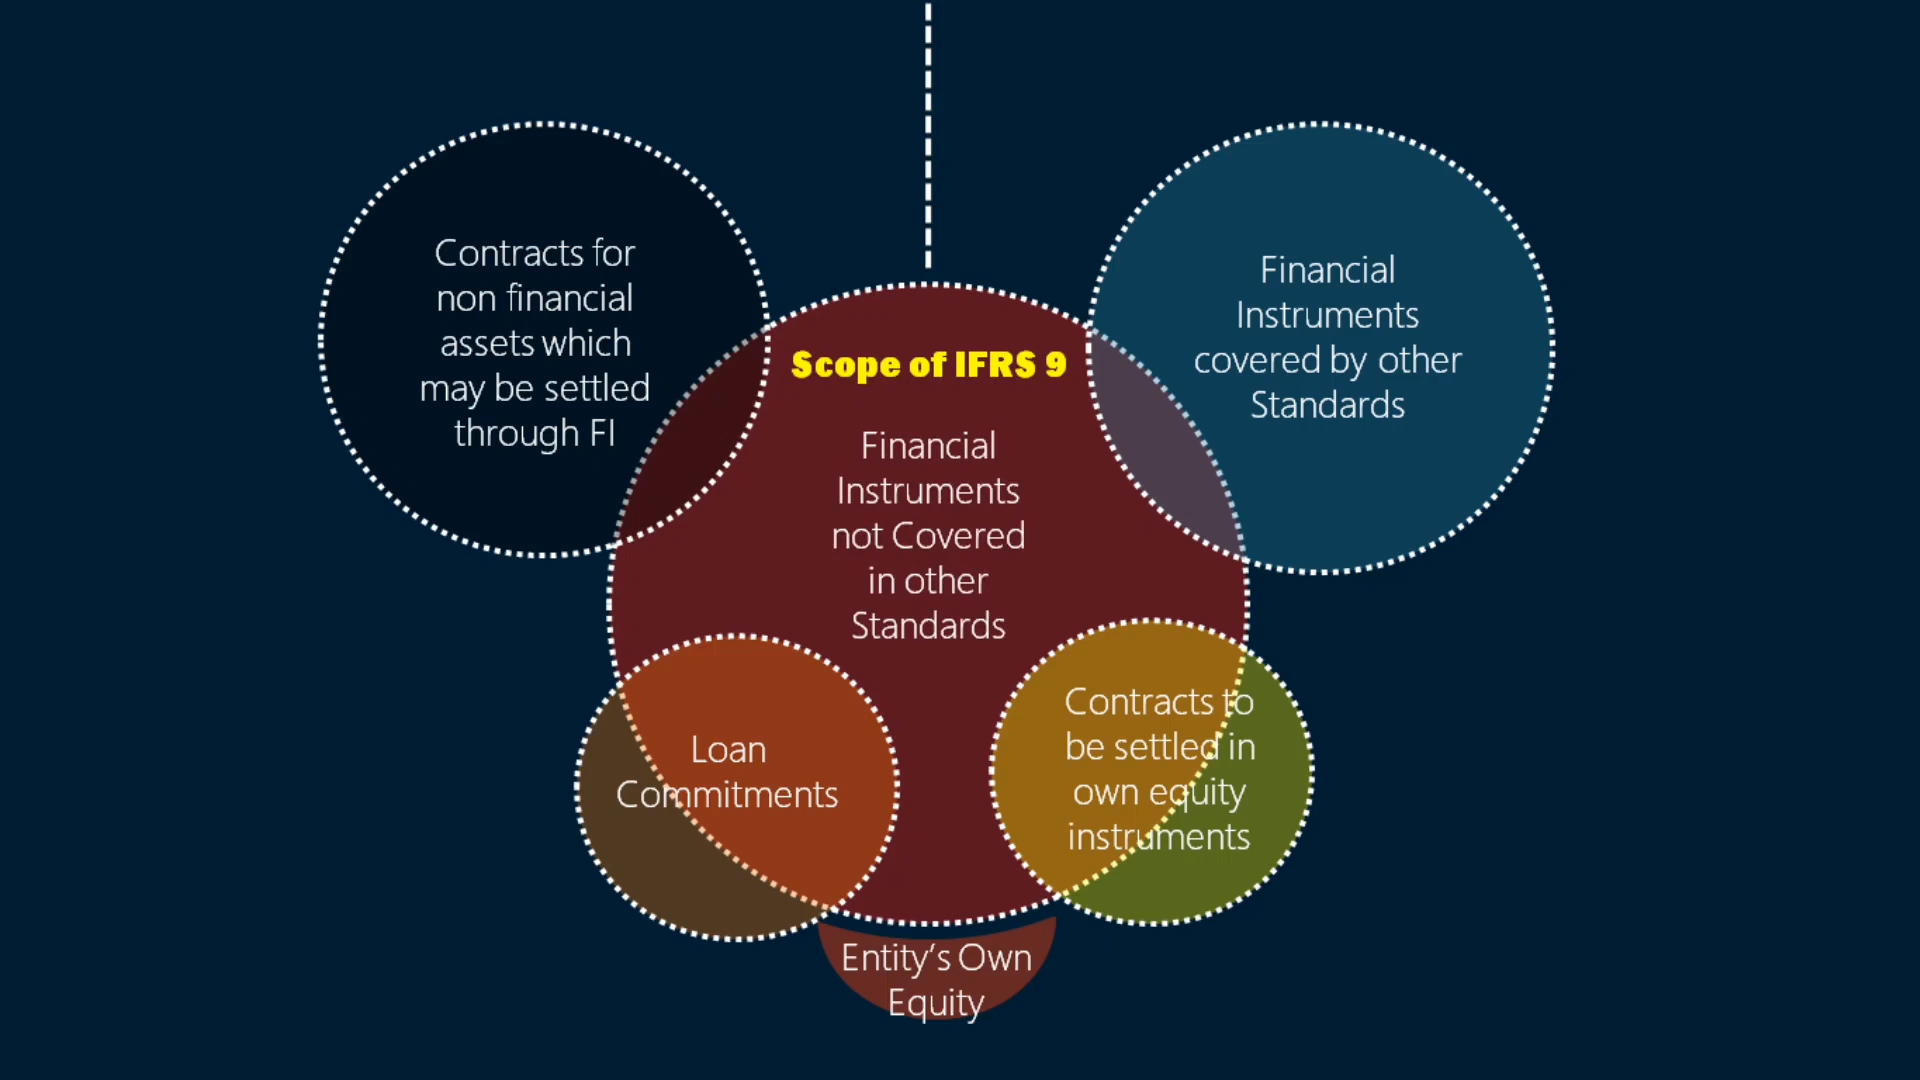 Contracts for
non financial
assets which
may be settled
through FI
Financial
Instruments
covered by other
Standards
Scope of IFRS 9
Financial
Instruments
not Covered
in other
Standards
Loan
Commitments
Contracts to
be settled in
own equity
instruments
Entity's Own
Equity